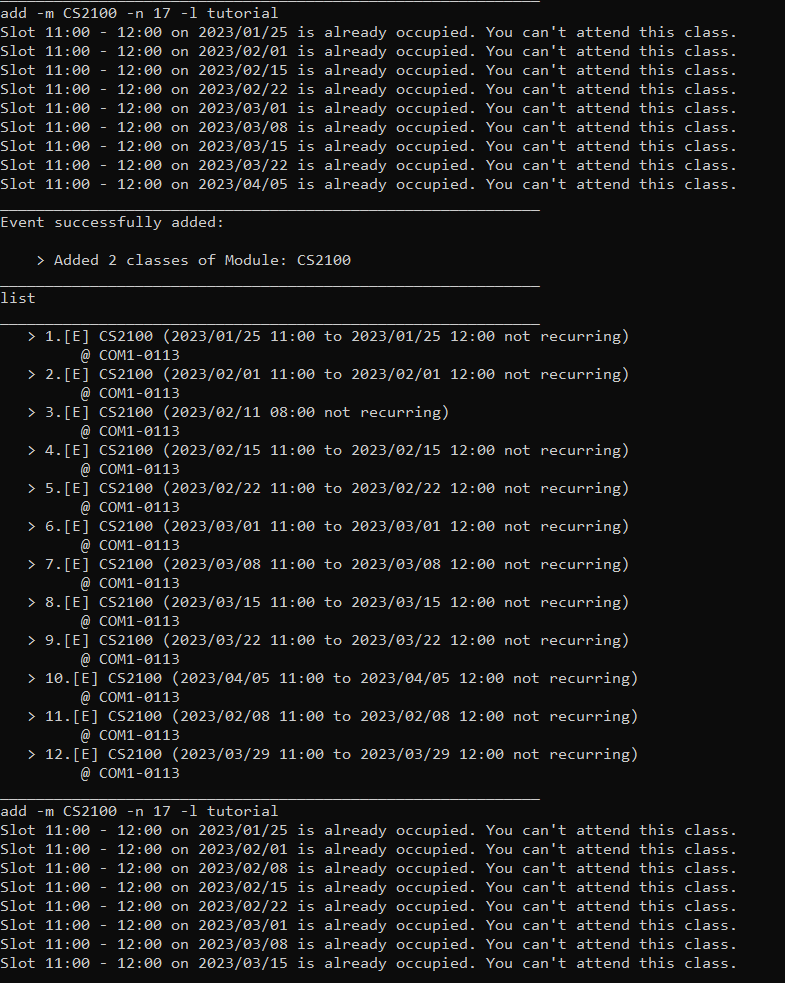 add -m CS2100 -n 17 -l tutorial
Slot 11:00 - 12:00 on 2023/01/25 is already occupied. You can't attend this class.
Slot 11:00 - 12:00 on 2023/02/01 is already occupied. You can't attend this class.
Slot 11:00 - 12:00 on 2023/02/15 is already occupied. You can't attend this class.
Slot 11:00 - 12:00 on 2023/02/22 is already occupied. You can't attend this class.
Slot 11:00 - 12:00 on 2023/03/01 is already occupied. You can't attend this class.
Slot 11:00 - 12:00 on 2023/03/08 is already occupied. You can't attend this class.
Slot 11:00 - 12:00 on 2023/03/15 is already occupied. You can't attend this class.
Slot 11:00 - 12:00 on 2023/03/22 is already occupied. You can't attend this class.
Slot 11:00 - 12:00 on 2023/04/05 is already occupied. You can't attend this class.
____________________________________________________________
Event successfully added:
> Added 2 classes of Module: CS2100
____________________________________________________________
list
____________________________________________________________
> 1.[E] CS2100 (2023/01/25 11:00 to 2023/01/25 12:00 not recurring)
@ COM1-0113
> 2.[E] CS2100 (2023/02/01 11:00 to 2023/02/01 12:00 not recurring)
@ COM1-0113
> 3.[E] CS2100 (2023/02/11 08:00 not recurring)
@ COM1-0113
> 4.[E] CS2100 (2023/02/15 11:00 to 2023/02/15 12:00 not recurring)
@ COM1-0113
> 5.[E] CS2100 (2023/02/22 11:00 to 2023/02/22 12:00 not recurring)
@ COM1-0113
> 6.[E] CS2100 (2023/03/01 11:00 to 2023/03/01 12:00 not recurring)
@ COM1-0113
> 7.[E] CS2100 (2023/03/08 11:00 to 2023/03/08 12:00 not recurring)
@ COM1-0113
> 8.[E] CS2100 (2023/03/15 11:00 to 2023/03/15 12:00 not recurring)
@ COM1-0113
> 9.[E] CS2100 (2023/03/22 11:00 to 2023/03/22 12:00 not recurring)
@ COM1-0113
> 10.[E] CS2100 (2023/04/05 11:00 to 2023/04/05 12:00 not recurring)
@ COM1-0113
> 11.[E] CS2100 (2023/02/08 11:00 to 2023/02/08 12:00 not recurring)
@ COM1-0113
> 12.[E] CS2100 (2023/03/29 11:00 to 2023/03/29 12:00 not recurring)
@ COM1-0113
____________________________________________________________
add -m CS2100 -n 17 -l tutorial
Slot 11:00 - 12:00 on 2023/01/25 is already occupied. You can't attend this class.
Slot 11:00 - 12:00 on 2023/02/01 is already occupied. You can't attend this class.
Slot 11:00 - 12:00 on 2023/02/08 is already occupied. You can't attend this class.
Slot 11:00 - 12:00 on 2023/02/15 is already occupied. You can't attend this class.
Slot 11:00 - 12:00 on 2023/02/22 is already occupied. You can't attend this class.
Slot 11:00 - 12:00 on 2023/03/01 is already occupied. You can't attend this class.
Slot 11:00 - 12:00 on 2023/03/08 is already occupied. You can't attend this class.
Slot 11:00 - 12:00 on 2023/03/15 is already occupied. You can't attend this class.